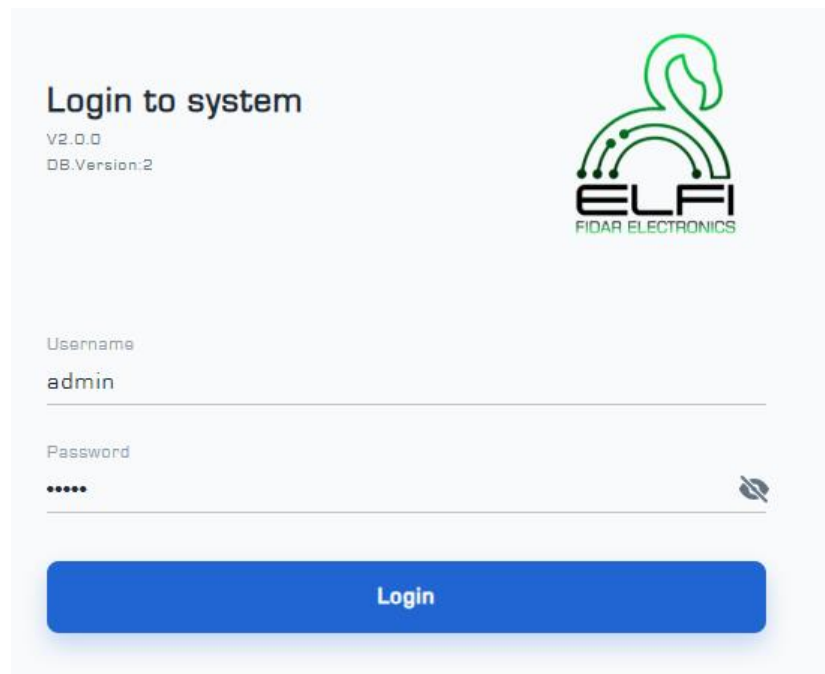 Login to system
V2.0.0
DB.Version:2
ELFI
FIDAR ELECTRONICS
Username
admin
Password
•••••
Login